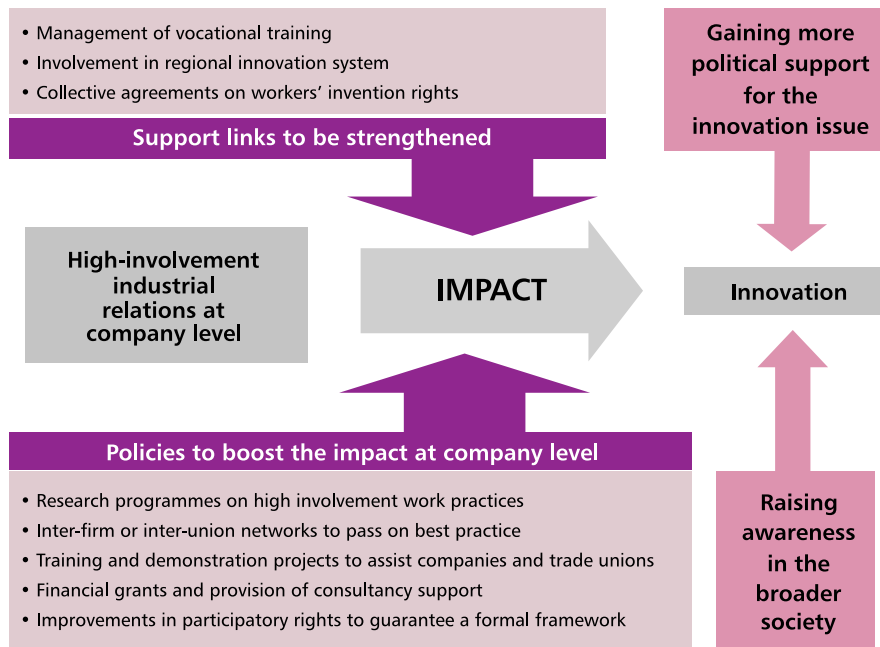 • Management of vocational training
• Involvement in regional innovation system
• Collective agreements on workers‘ invention rights
Support links to be strengthened
Gaining more
political support
for the
innovation issue
High-involvement
industrial
relations at
company level
IMPACT
Innovation
Policies to boost the impact at company level
• Research programmes on high involvement work practices
• Inter-firm or inter-union networks to pass on best practice
• Training and demonstration projects to assist companies and trade unions
• Financial grants and provision of consultancy support
• Improvements in participatory rights to guarantee a formal framework
Raising
awareness
in the
broader
society